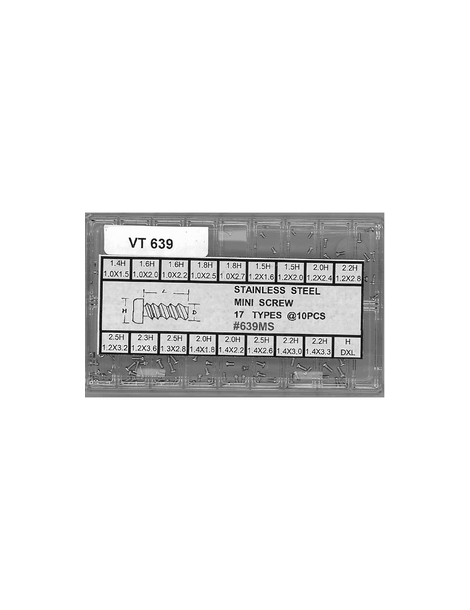 VT 639
1.4H 1.6H 1.6H 1.8H 1.8H 1.5H 1.5H 2.0H 2.2H
1.0X1.5 1.0X2.0 1.0X2.2 1.0X2.5 1.0X2.7 1.2X1.6 1.2X2.0 1.2X2.4 1.2X2.8
L
H
D
STAINLESS STEEL
MINI SCREW
17 TYPES @10PCS
#639MS
2.5H 2.3H 2.5H 2.0H 2.0H 2.5H 2.2H 2.2H H
1.2X3.2 1.2X3.6 1.3X2.8 1.4X1.8 1.4X2.2 1.4X2.6 1.4X3.0 1.4X3.3 DXL